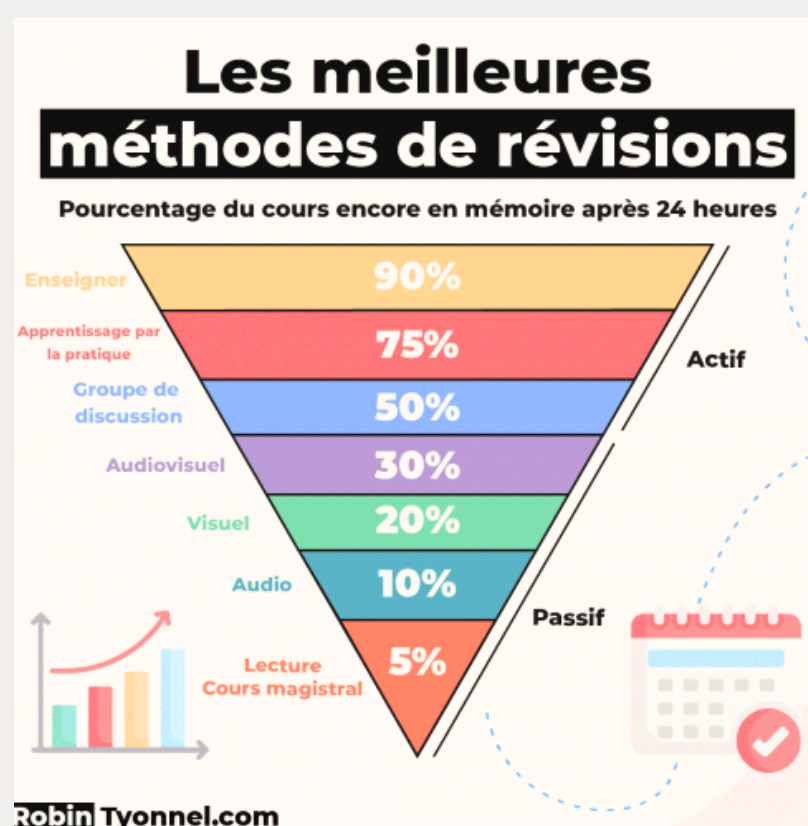 Les meilleures
méthodes de révisions
Pourcentage du cours encore en mémoire après 24 heures
Enseigner
90%
Apprentissage par
la pratique
75%
Actif
Groupe de
discussion
50%
Audiovisuel
30%
Visuel
20%
Audio
10%
Passif
Lecture
Cours magistral
5%
Robin Tyonnel.com